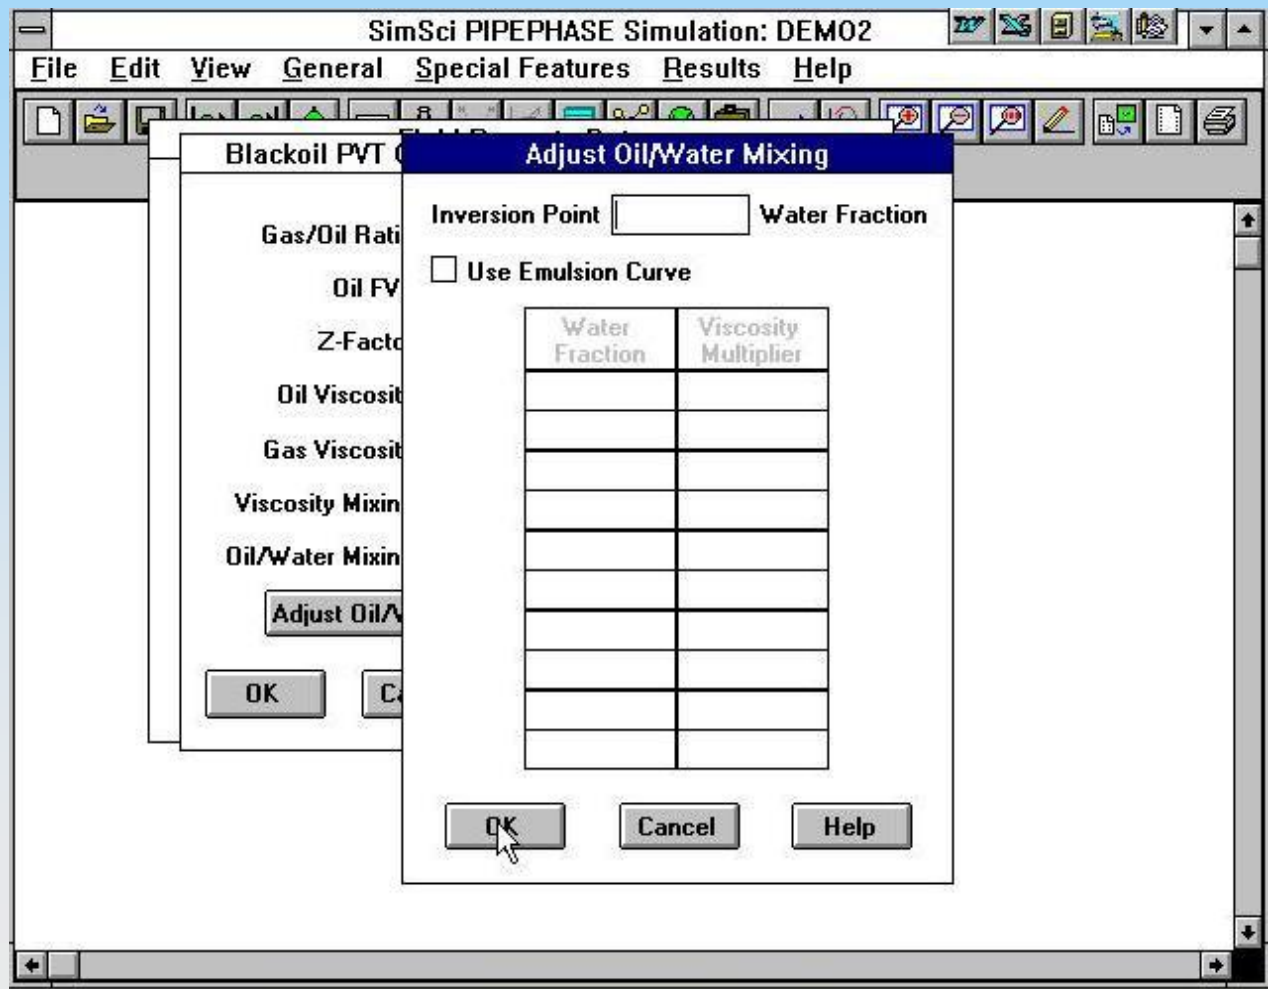 SimSci PIPEPHASE Simulation: DEMO2
File Edit View General Special Features Results Help
Blackoil PVT
Adjust Oil/Water Mixing
Inversion Point
Water Fraction
Use Emulsion Curve
Water Fraction
Viscosity Multiplier
Gas/Oil Rati
Oil FV
Z-Facto
Oil Viscosit
Gas Viscosit
Viscosity Mixin
Oil/Water Mixin
Adjust Oil/
OK
OK Cancel Help